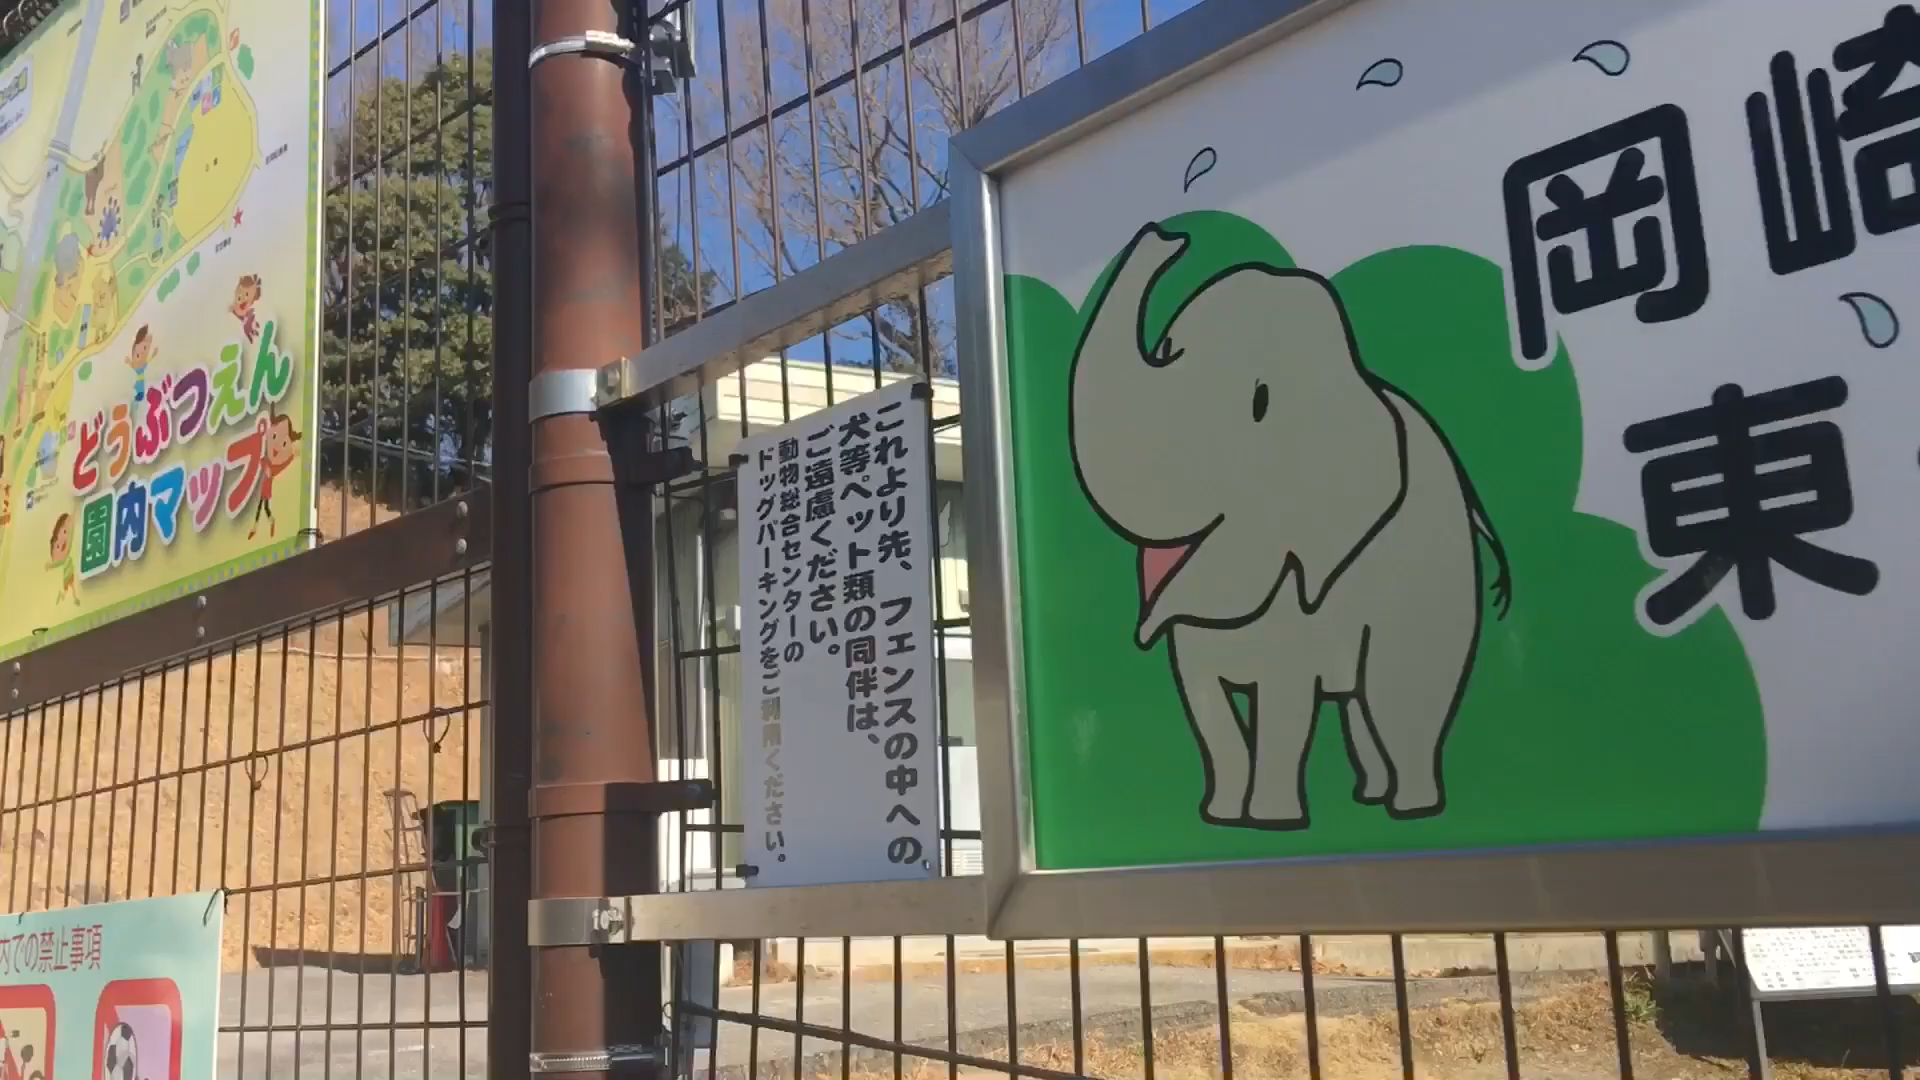 どうぶつえん
園内マップ
内での禁止事項
これより先、フェンスの中への
犬等ペット類の同伴は、
ご遠慮ください。
動物総合センターの
ドッグパーキングをご利用ください。
岡崎
東